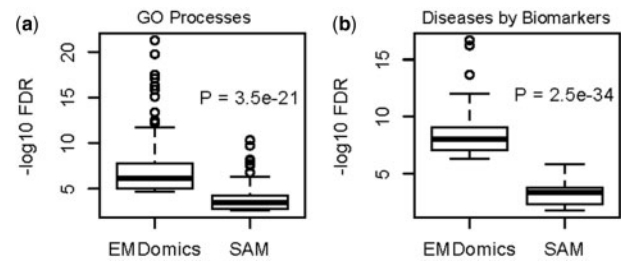 (a) GO Processes
-log10 FDR
20
15
10
5
P = 3.5e-21
EMDomics SAM
(b) Diseases by Biomarkers
-log10 FDR
15
10
5
P = 2.5e-34
EMDomics SAM